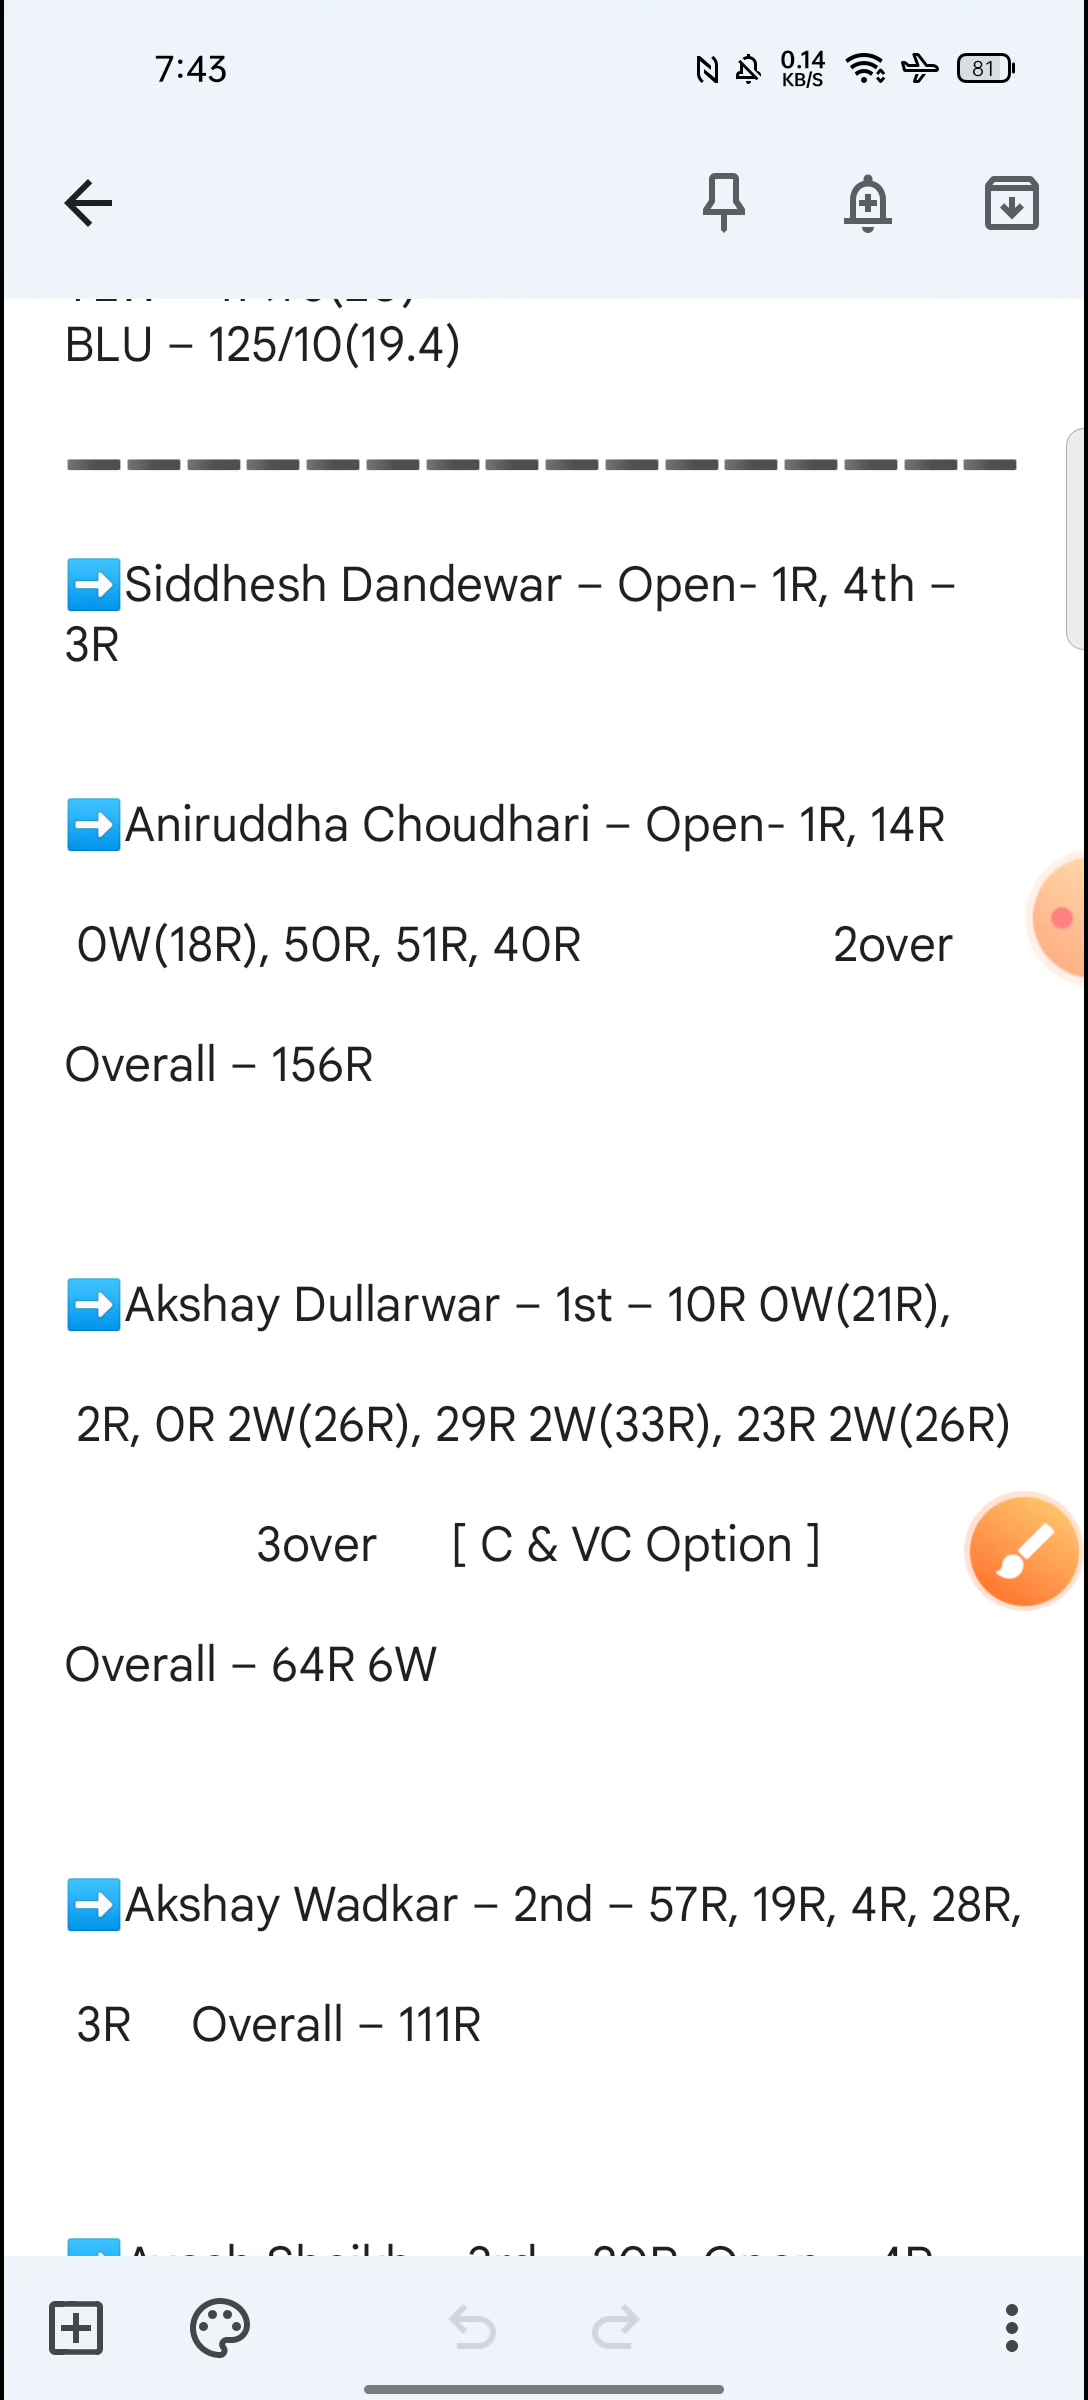 7:43
0.14
KB/S
81
BLU – 125/10(19.4)
➡️Siddhesh Dandewar – Open- 1R, 4th –
3R
➡️Aniruddha Choudhari – Open- 1R, 14R
0W(18R), 50R, 51R, 40R 2over
Overall – 156R
➡️Akshay Dullarwar – 1st – 10R 0W(21R),
2R, 0R 2W(26R), 29R 2W(33R), 23R 2W(26R)
3over [ C & VC Option ]
Overall – 64R 6W
➡️Akshay Wadkar – 2nd – 57R, 19R, 4R, 28R,
3R Overall – 111R